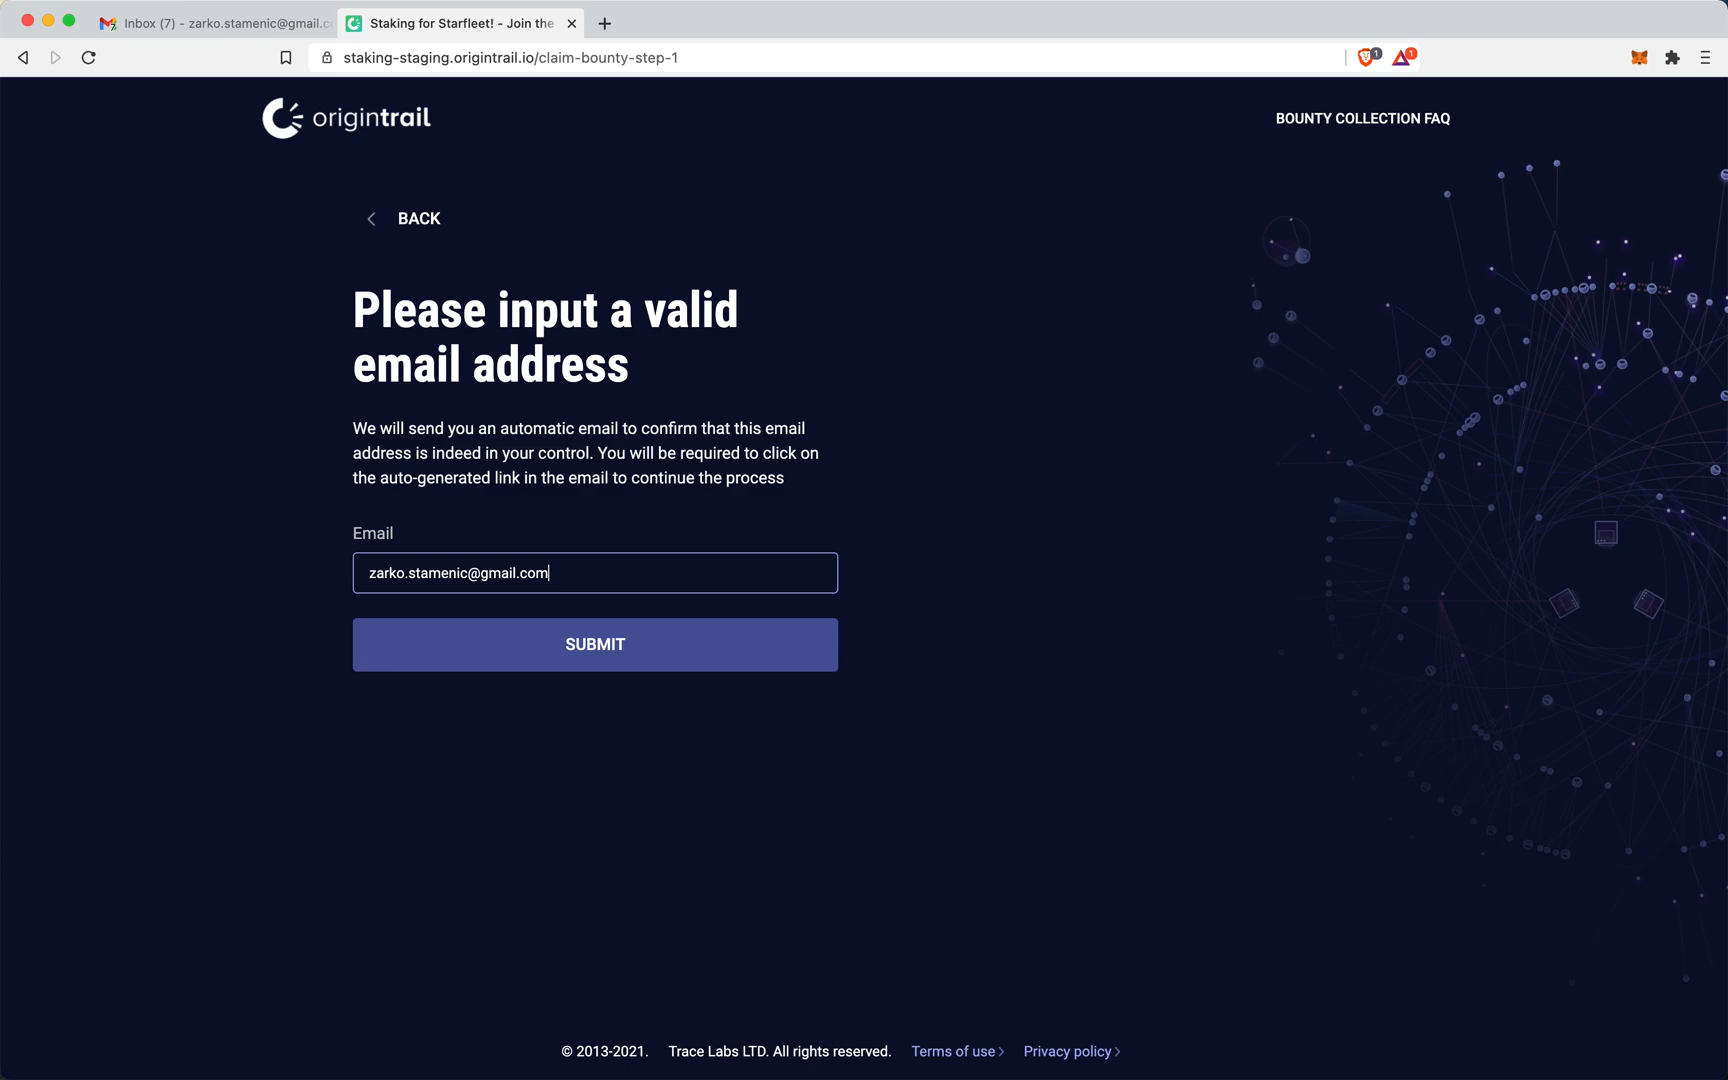 Inbox (7) - zarko.stamenic@gmail.c
Staking for Starfleet! - Join the
staking-staging.origintrail.io/claim-bounty-step-1
1
1
origintrail
BOUNTY COLLECTION FAQ
BACK
Please input a valid
email address
We will send you an automatic email to confirm that this email
address is indeed in your control. You will be required to click on
the auto-generated link in the email to continue the process
Email
zarko.stamenic@gmail.com
SUBMIT
© 2013-2021. Trace Labs LTD. All rights reserved. Terms of use Privacy policy